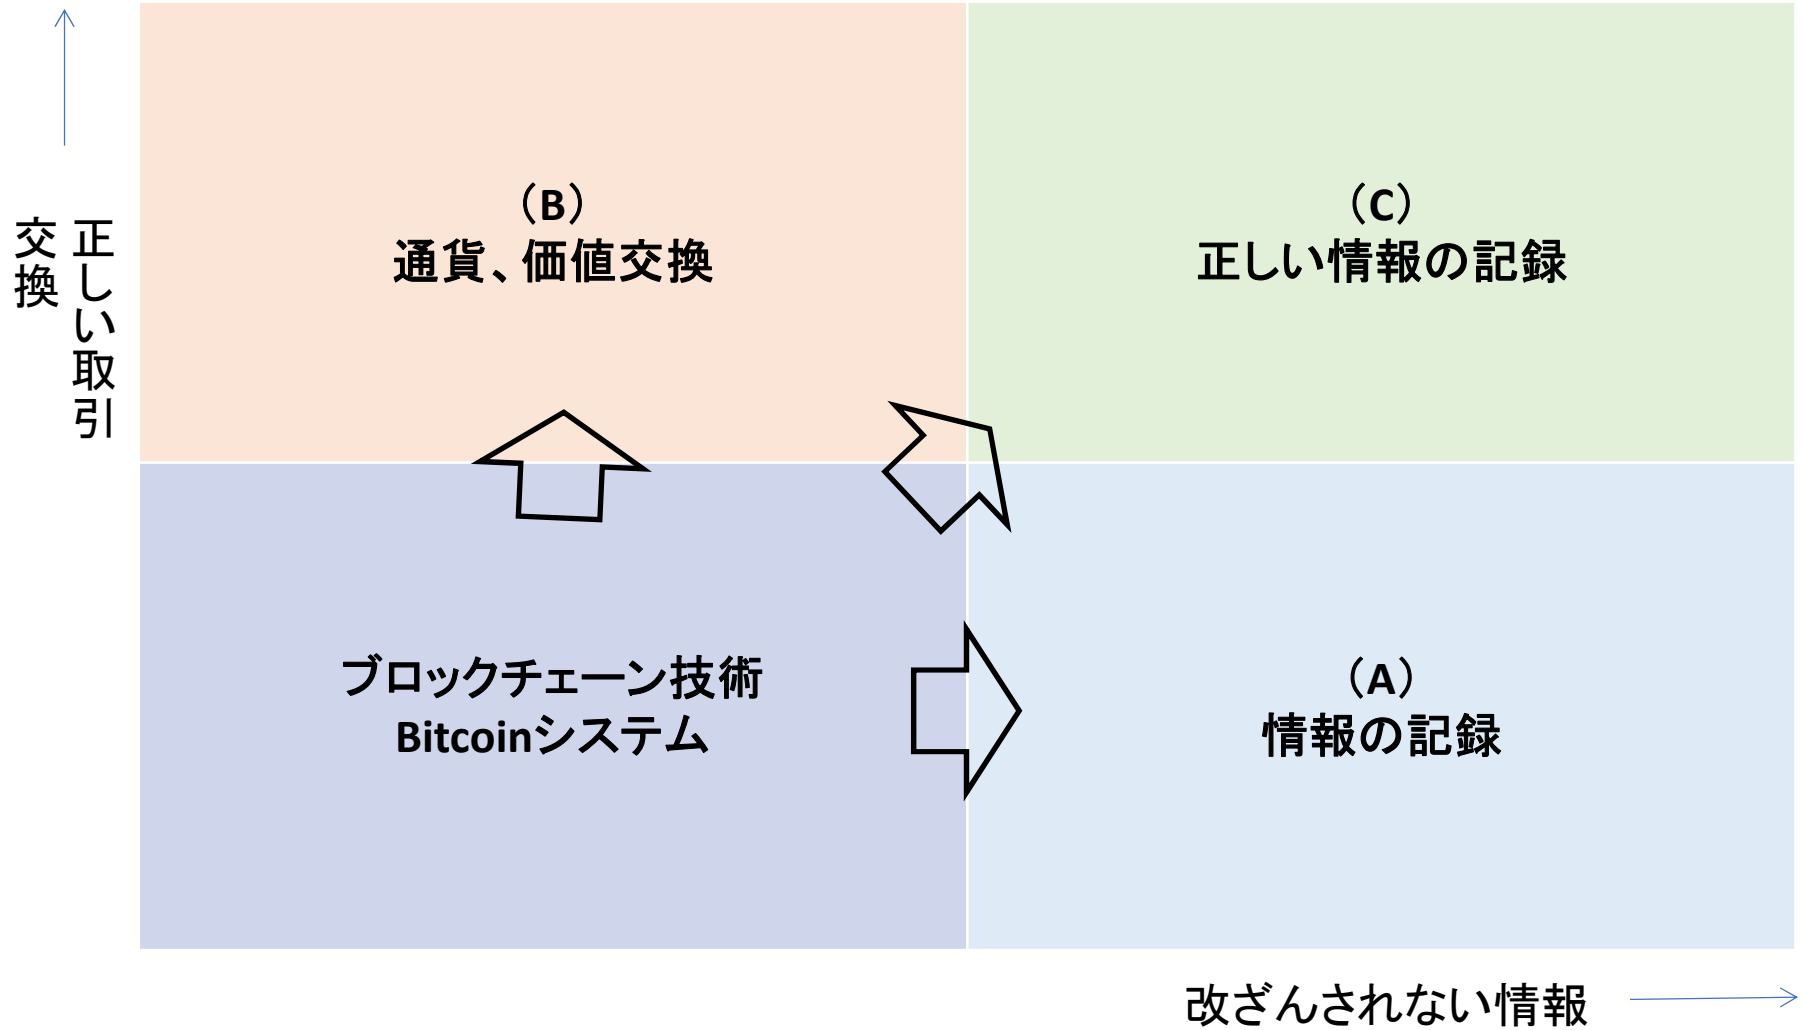 正しい取引
交換
（B）
通貨、価値交換
（C）
正しい情報の記録
ブロックチェーン技術
Bitcoinシステム
（A）
情報の記録
改ざんされない情報